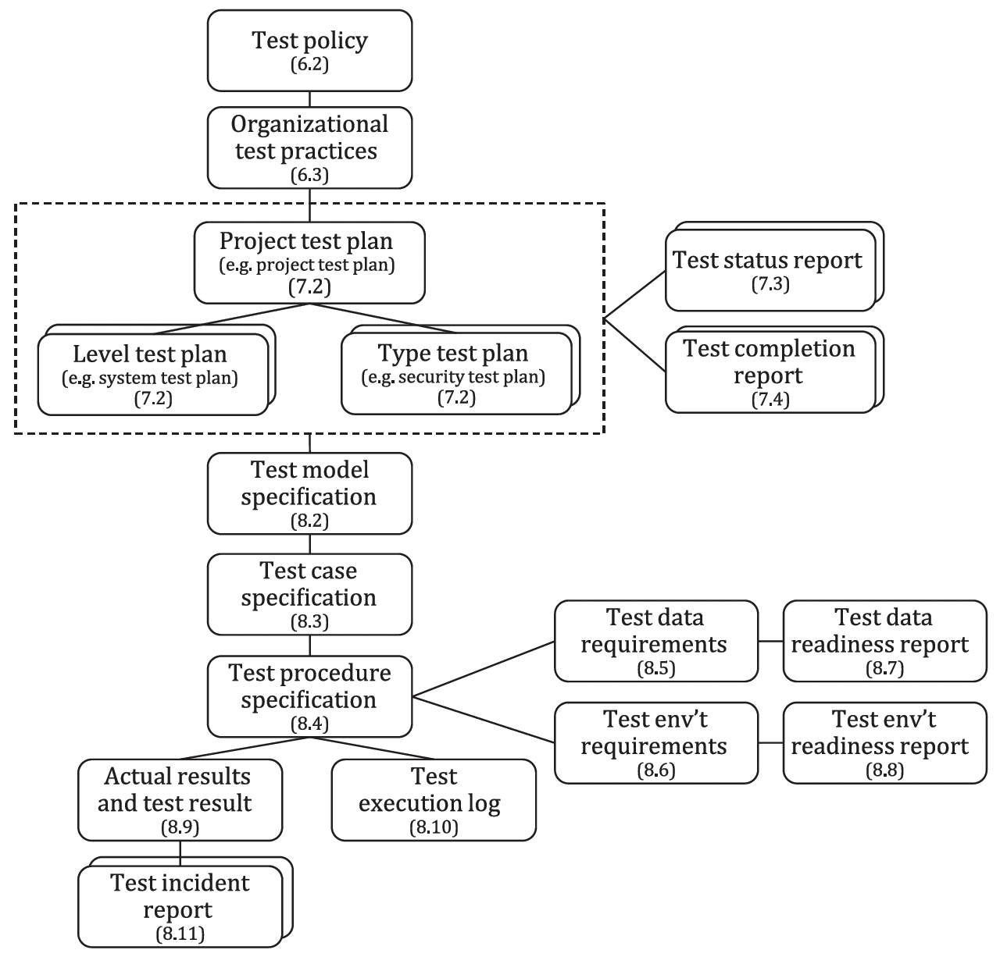 Test policy
(6.2)
Organizational
test practices
(6.3)
Project test plan
(e.g. project test plan)
(7.2)
Level test plan
(e.g. system test plan)
(7.2)
Type test plan
(e.g. security test plan)
(7.2)
Test status report
(7.3)
Test completion
report
(7.4)
Test model
specification
(8.2)
Test case
specification
(8.3)
Test procedure
specification
(8.4)
Test data
requirements
(8.5)
Test data
readiness report
(8.7)
Test env’t
requirements
(8.6)
Test env’t
readiness report
(8.8)
Actual results
and test result
(8.9)
Test
execution log
(8.10)
Test incident
report
(8.11)